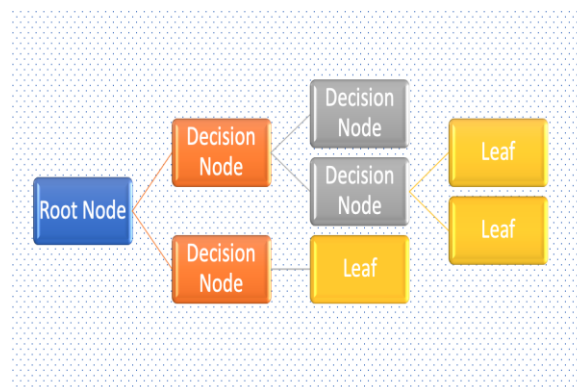 Root Node
Decision
Node
Decision
Node
Decision
Node
Decision
Node
Leaf
Leaf
Leaf